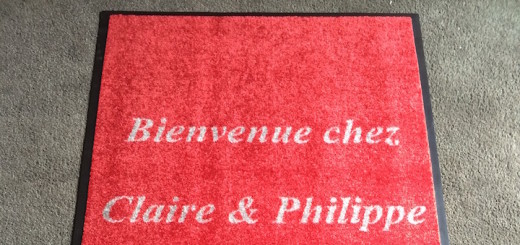 Bienvenue chez
Claire & Philippe